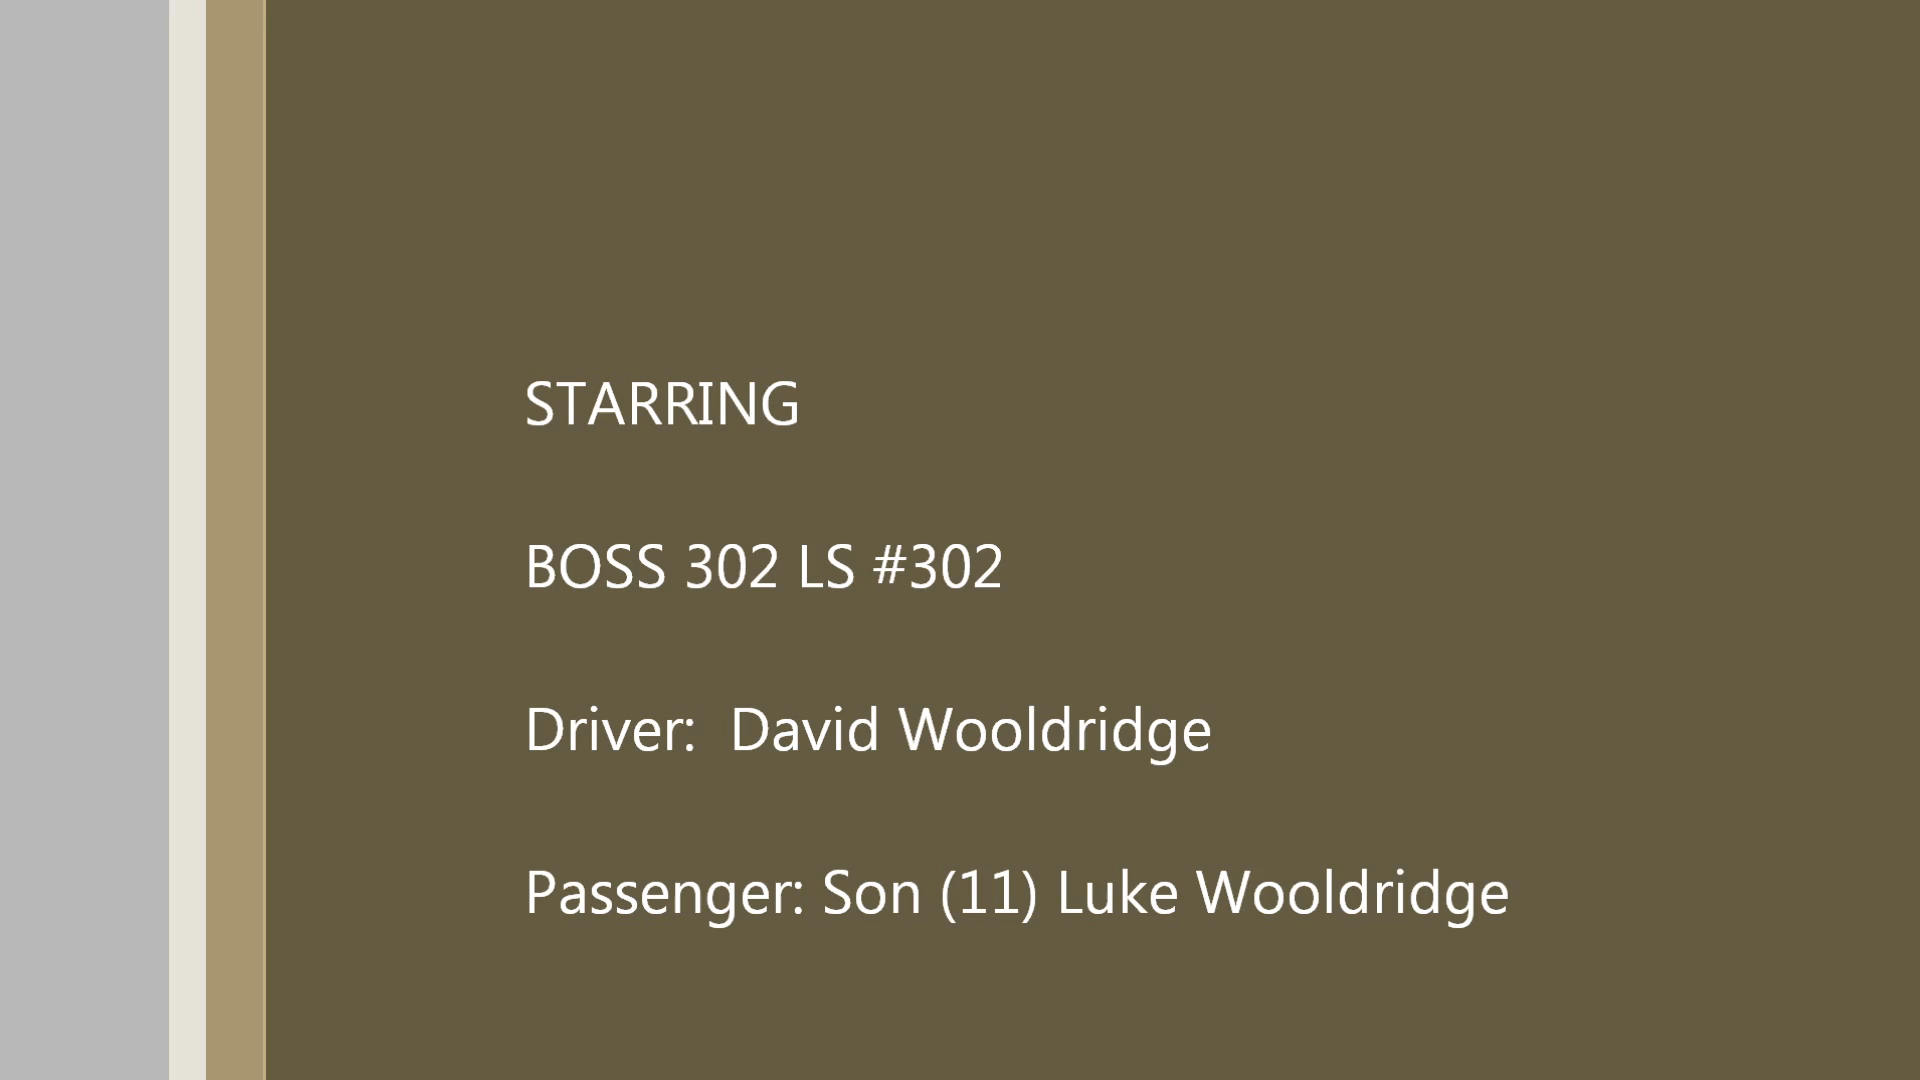 STARRING
BOSS 302 LS #302
Driver:  David Wooldridge
Passenger: Son (11) Luke Wooldridge